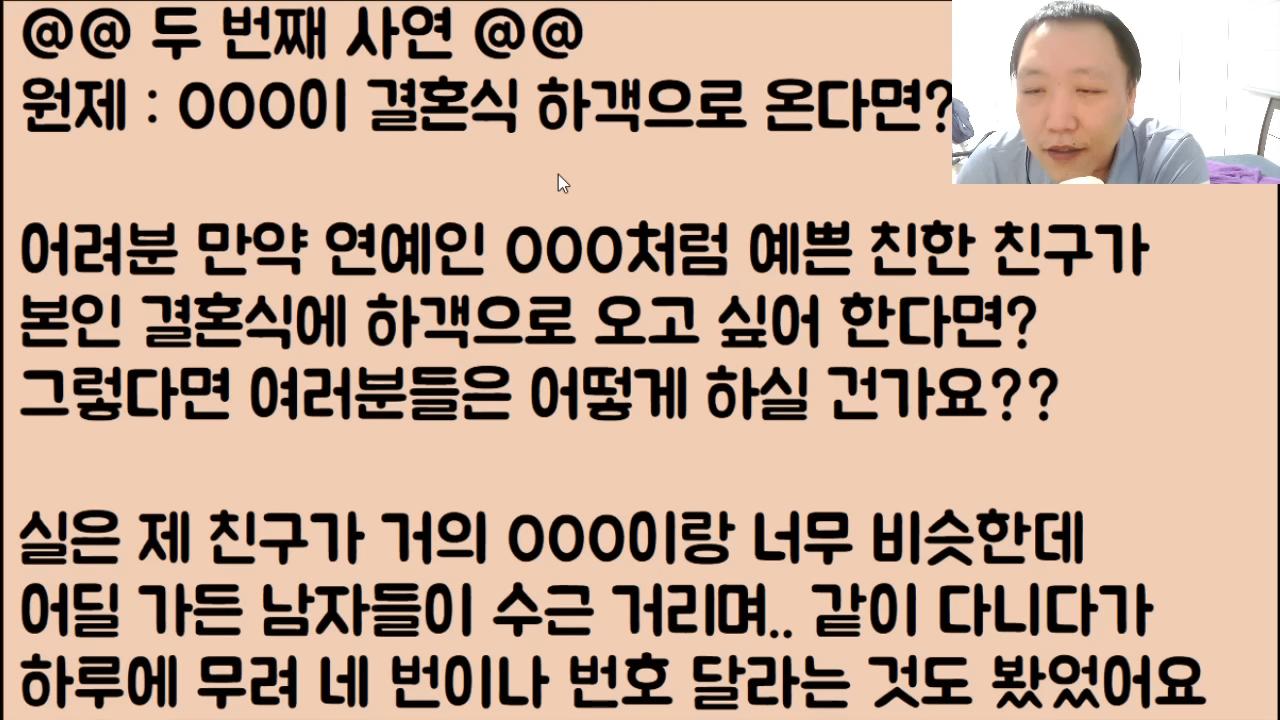 @@ 두 번째 사연 @@
원제 : OOO이 결혼식 하객으로 온다면?
어려분 만약 연예인 OOO처럼 예쁜 친한 친구가
본인 결혼식에 하객으로 오고 싶어 한다면?
그렇다면 여러분들은 어떻게 하실 건가요??
실은 제 친구가 거의 OOO이랑 너무 비슷한데
어딜 가든 남자들이 수근 거리며.. 같이 다니다가
하루에 무려 네 번이나 번호 달라는 것도 봤었어요